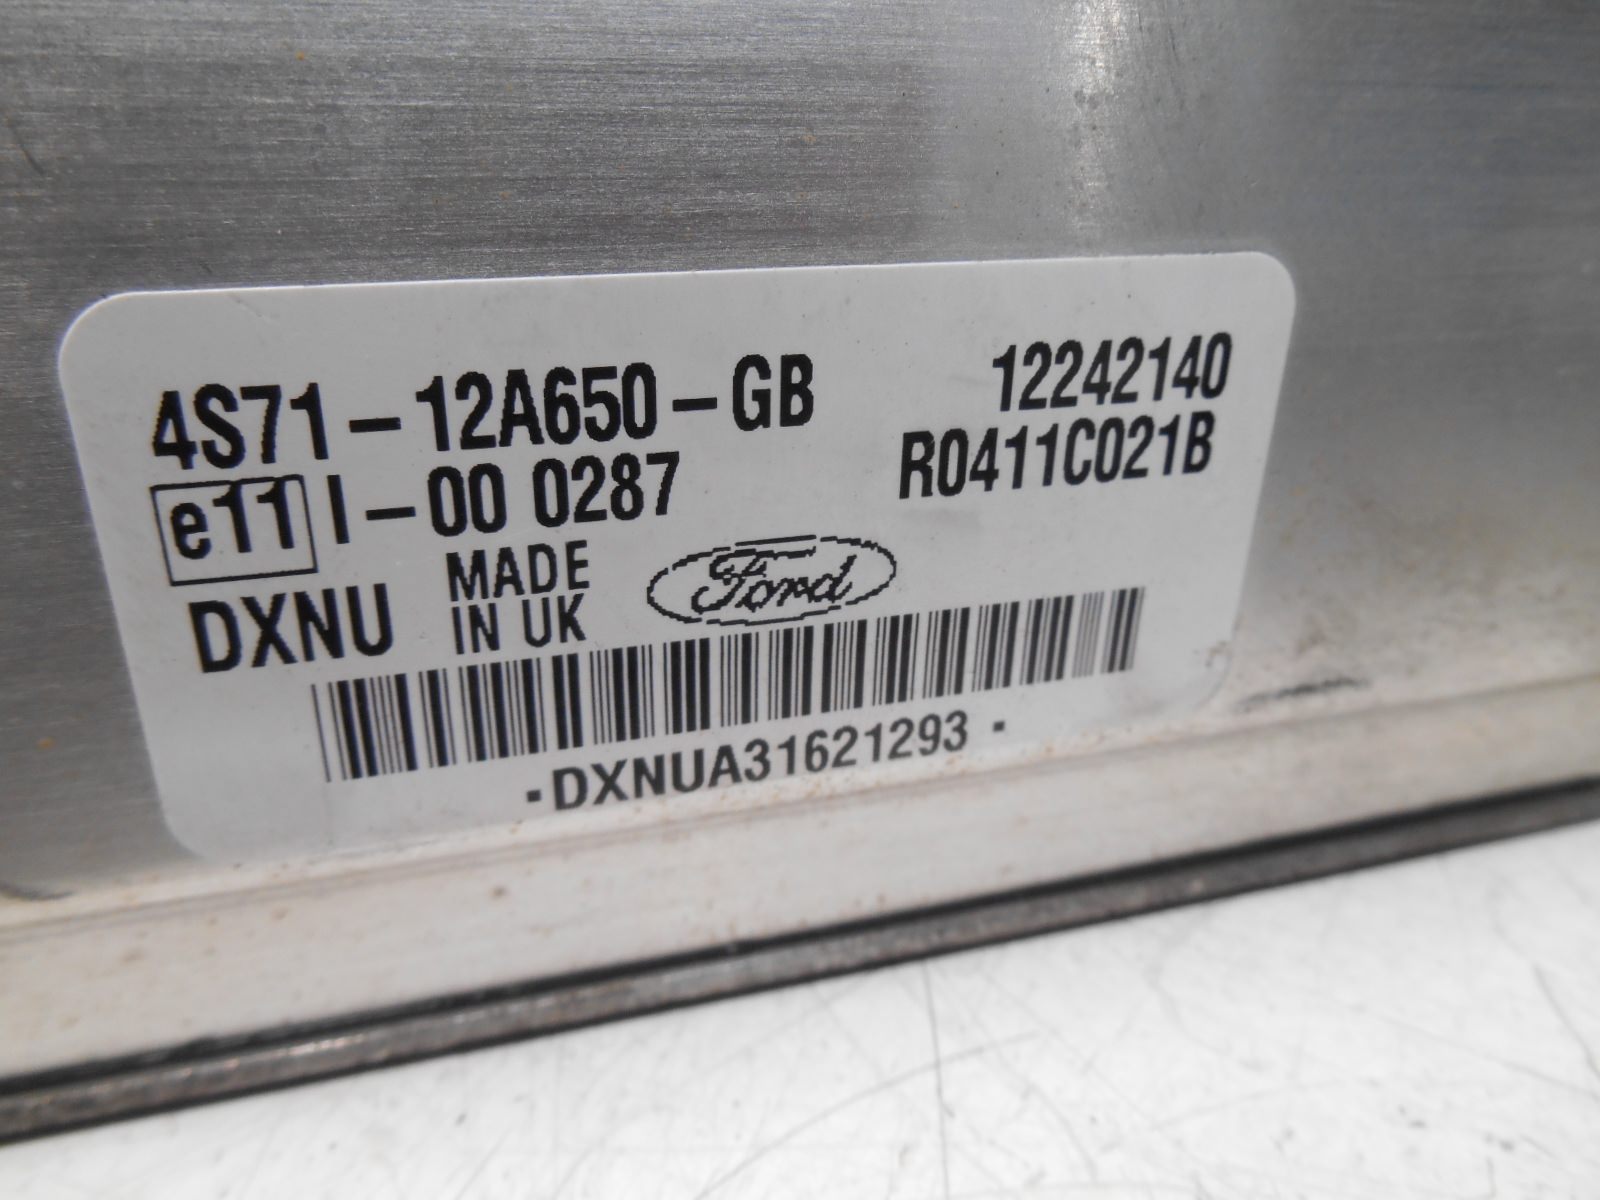 4S71-12A650-GB 12242140
e11 I-00 0287 R0411C021B
DXNU MADE IN UK Ford
-DXNUA31621293-